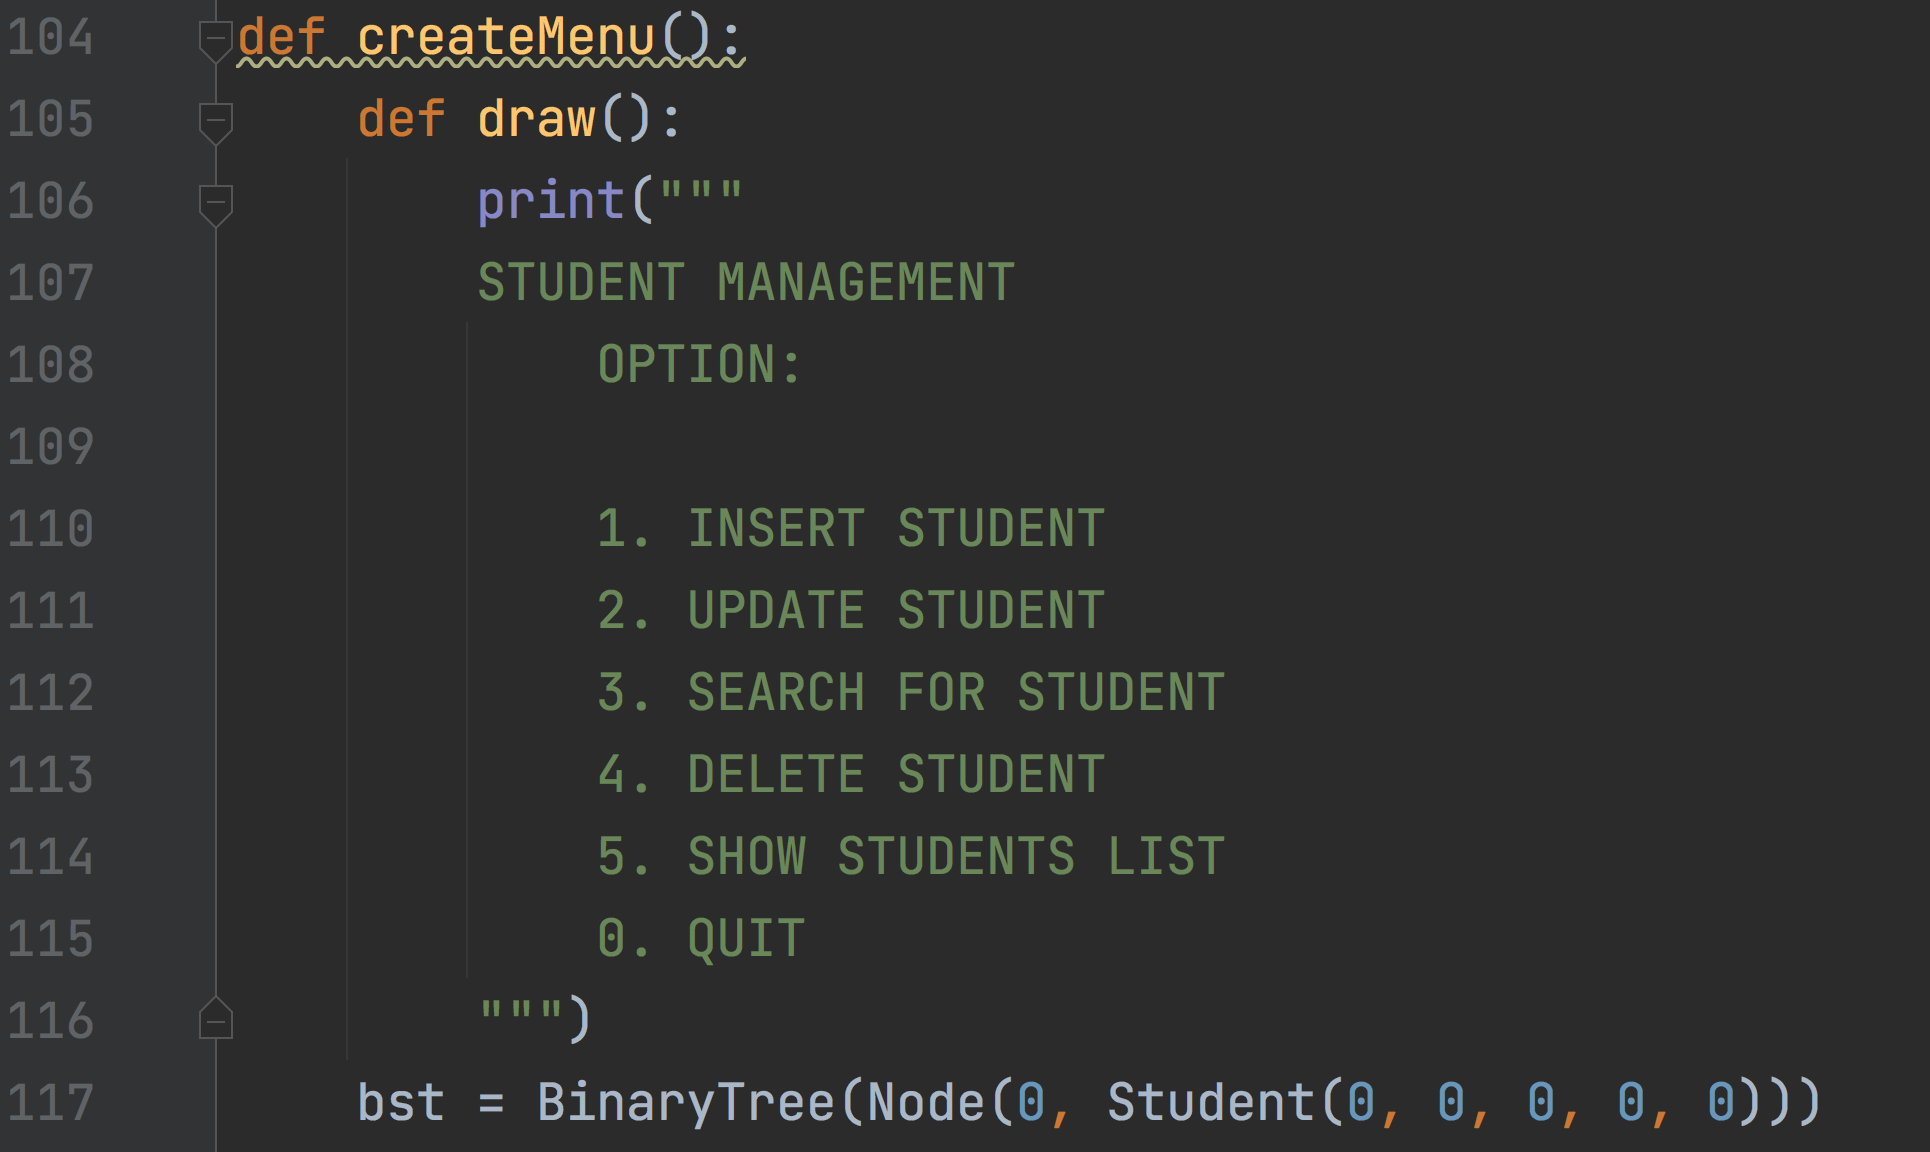 104 def createMenu():
105     def draw():
106         print("""
107         STUDENT MANAGEMENT
108             OPTION:
109
110             1. INSERT STUDENT
111             2. UPDATE STUDENT
112             3. SEARCH FOR STUDENT
113             4. DELETE STUDENT
114             5. SHOW STUDENTS LIST
115             0. QUIT
116         """)
117     bst = BinaryTree(Node(0, Student(0, 0, 0, 0, 0)))